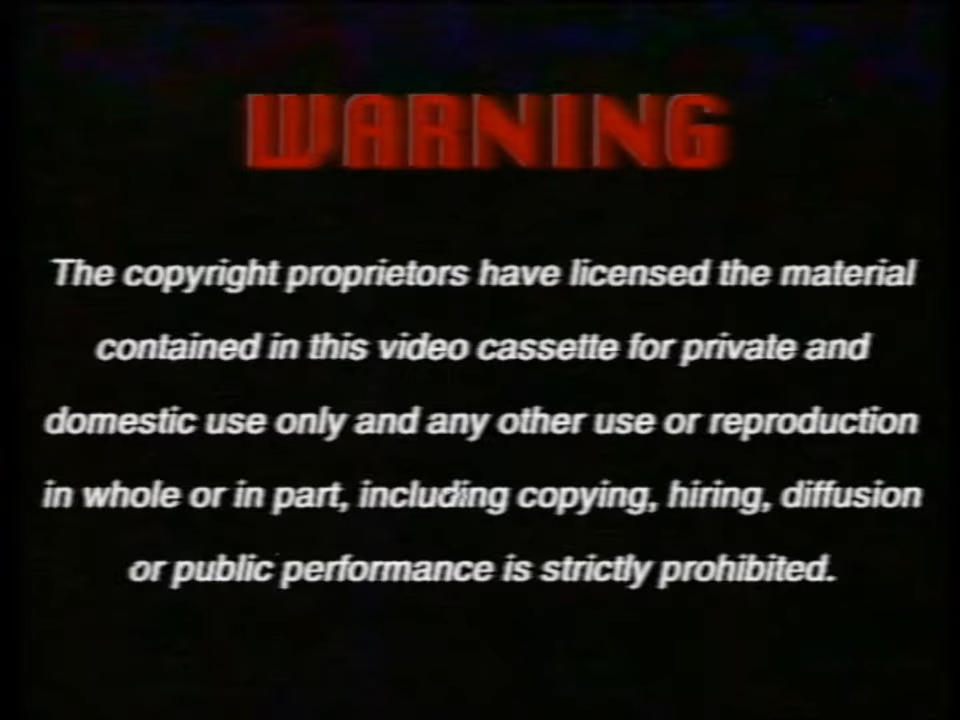 WARNING
The copyright proprietors have licensed the material
contained in this video cassette for private and
domestic use only and any other use or reproduction
in whole or in part, including copying, hiring, diffusion
or public performance is strictly prohibited.